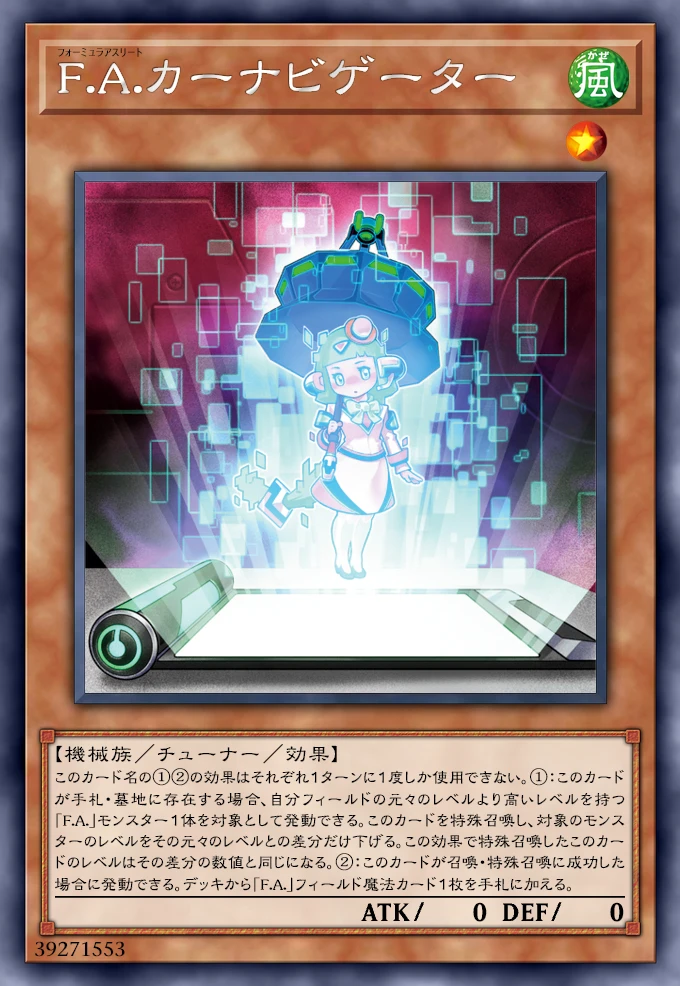 フォーミュラアスリート
F.A.カーナビゲーター
かぜ
風
【機械族／チューナー／効果】
このカード名の①②の効果はそれぞれ1ターンに1度しか使用できない。①：このカード
が手札・墓地に存在する場合、自分フィールドの元々のレベルより高いレベルを持つ
「F.A.」モンスター1体を対象として発動できる。このカードを特殊召喚し、対象のモンス
ターのレベルをその元々のレベルとの差分だけ下げる。この効果で特殊召喚したこのカー
ドのレベルはその差分の数値と同じになる。②：このカードが召喚・特殊召喚に成功した
場合に発動できる。デッキから「F.A.」フィールド魔法カード1枚を手札に加える。
ATK/ 0 DEF/ 0
39271553